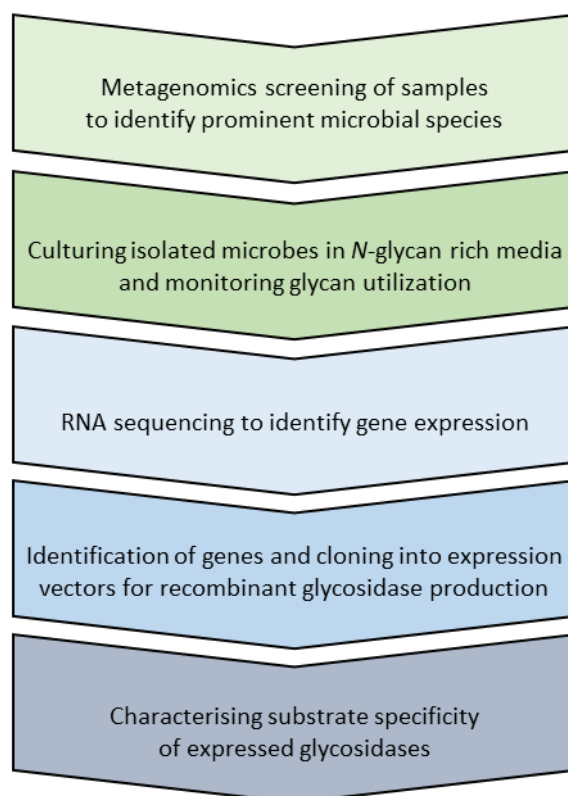 Metagenomics screening of samples
to identify prominent microbial species
Culturing isolated microbes in N-glycan rich media
and monitoring glycan utilization
RNA sequencing to identify gene expression
Identification of genes and cloning into expression
vectors for recombinant glycosidase production
Characterising substrate specificity
of expressed glycosidases